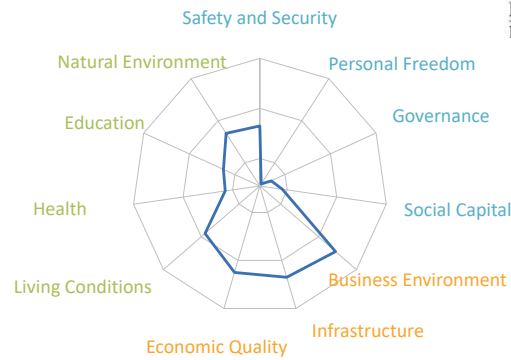 Safety and Security
Personal Freedom
Governance
Social Capital
Business Environment
Infrastructure
Economic Quality
Living Conditions
Health
Education
Natural Environment